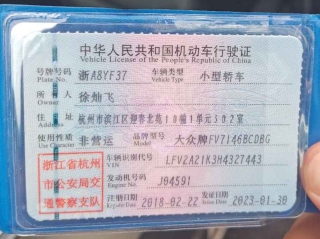 中华人民共和国机动车行驶证
Vehicle License of the People's Republic of China
号牌号码 浙A8YF37 车辆类型 小型轿车
Plate No. Vehicle Type
所有人 徐灿飞
Owner
住址 杭州市滨江区迎春北苑10幢1单元302室
Address
使用性质 非营运 品牌型号 大众牌FV7146BCDBG
Use Character Model
浙江省杭州
市公安局交
通警察支队
车辆识别代号 LFV2A21K3H4327443
VIN
发动机号码 J04591
Engine No.
注册日期 2018-02-22 发证日期 2023-01-30
Register Date Issue Date